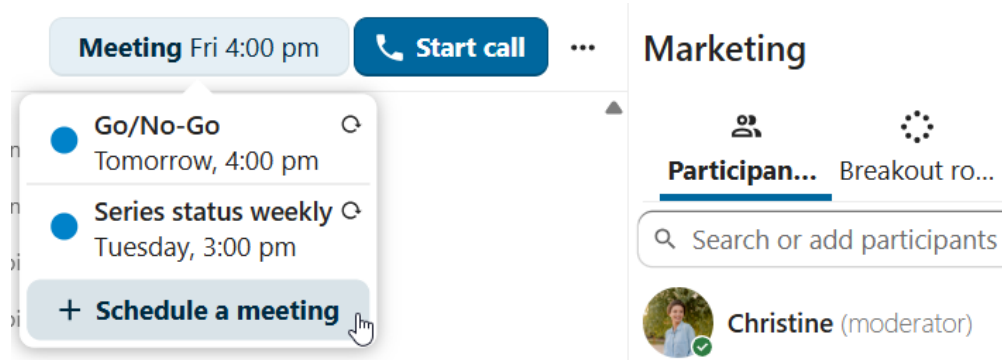 Meeting Fri 4:00 pm
Start call
Go/No-Go
Tomorrow, 4:00 pm
Series status weekly
Tuesday, 3:00 pm
+ Schedule a meeting
Marketing
Participan...
Breakout ro...
Search or add participants
Christine (moderator)